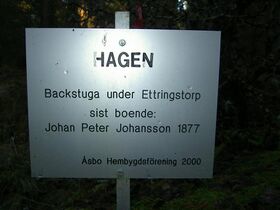 HAGEN
Backstuga under Ettringstorp
sist boende:
Johan Peter Johansson 1877
Åsbo Hembygdsförening 2000